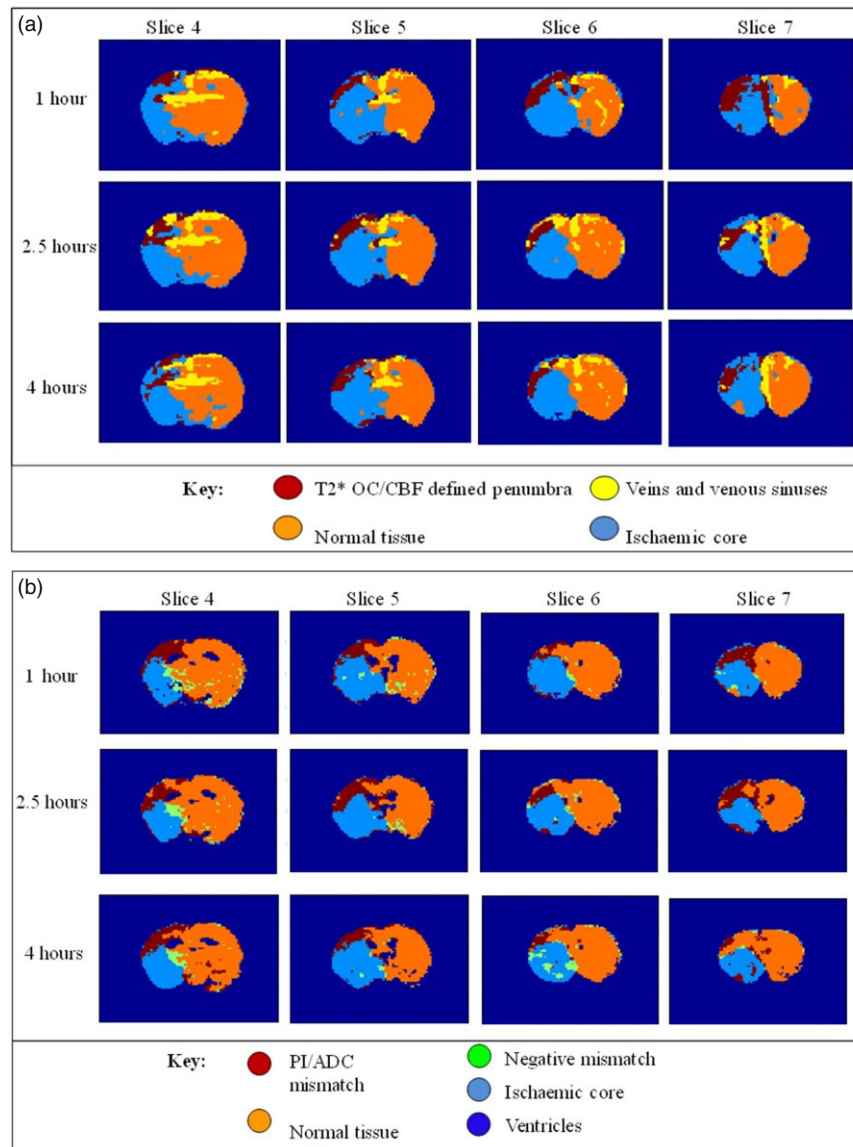 (a)
Slice 4 Slice 5 Slice 6 Slice 7
1 hour
2.5 hours
4 hours
Key: T2* OC/CBF defined penumbra Veins and venous sinuses
Normal tissue Ischaemic core
(b)
Slice 4 Slice 5 Slice 6 Slice 7
1 hour
2.5 hours
4 hours
Key: PI/ADC Negative mismatch
mismatch Ischaemic core
Normal tissue Ventricles